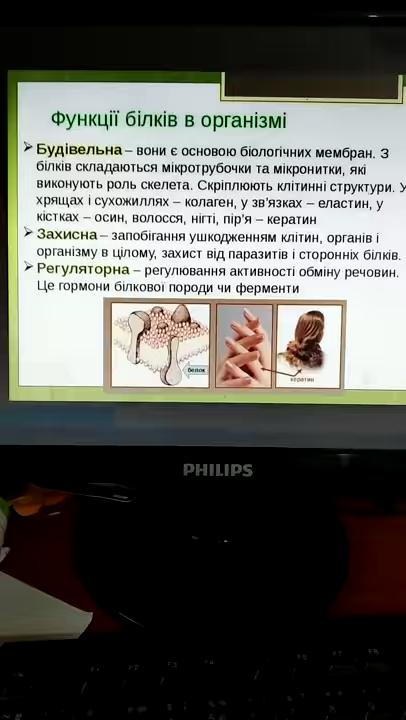 Функції білків в організмі
Будівельна – вони є основою біологічних мембран. З
білків складаються мікротрубочки та мікронитки, які
виконують роль скелета. Скріплюють клітинні структури. У
хрящах і сухожиллях – колаген, у зв’язках – еластин, у
кістках – осин, волосся, нігті, пір’я – кератин
Захисна – запобігання ушкодженням клітин, органів і
організму в цілому, захист від паразитів і сторонніх білків.
Регуляторна – регулювання активності обміну речовин.
Це гормони білкової породи чи ферменти
белок
кератин
PHILIPS